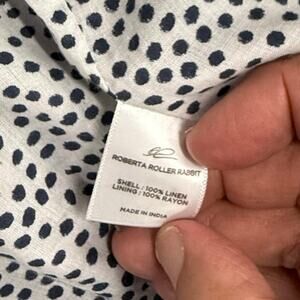 ROBERTA ROLLER RABBIT
SHELL: 100% LINEN
LINING: 100% RAYON
MADE IN INDIA